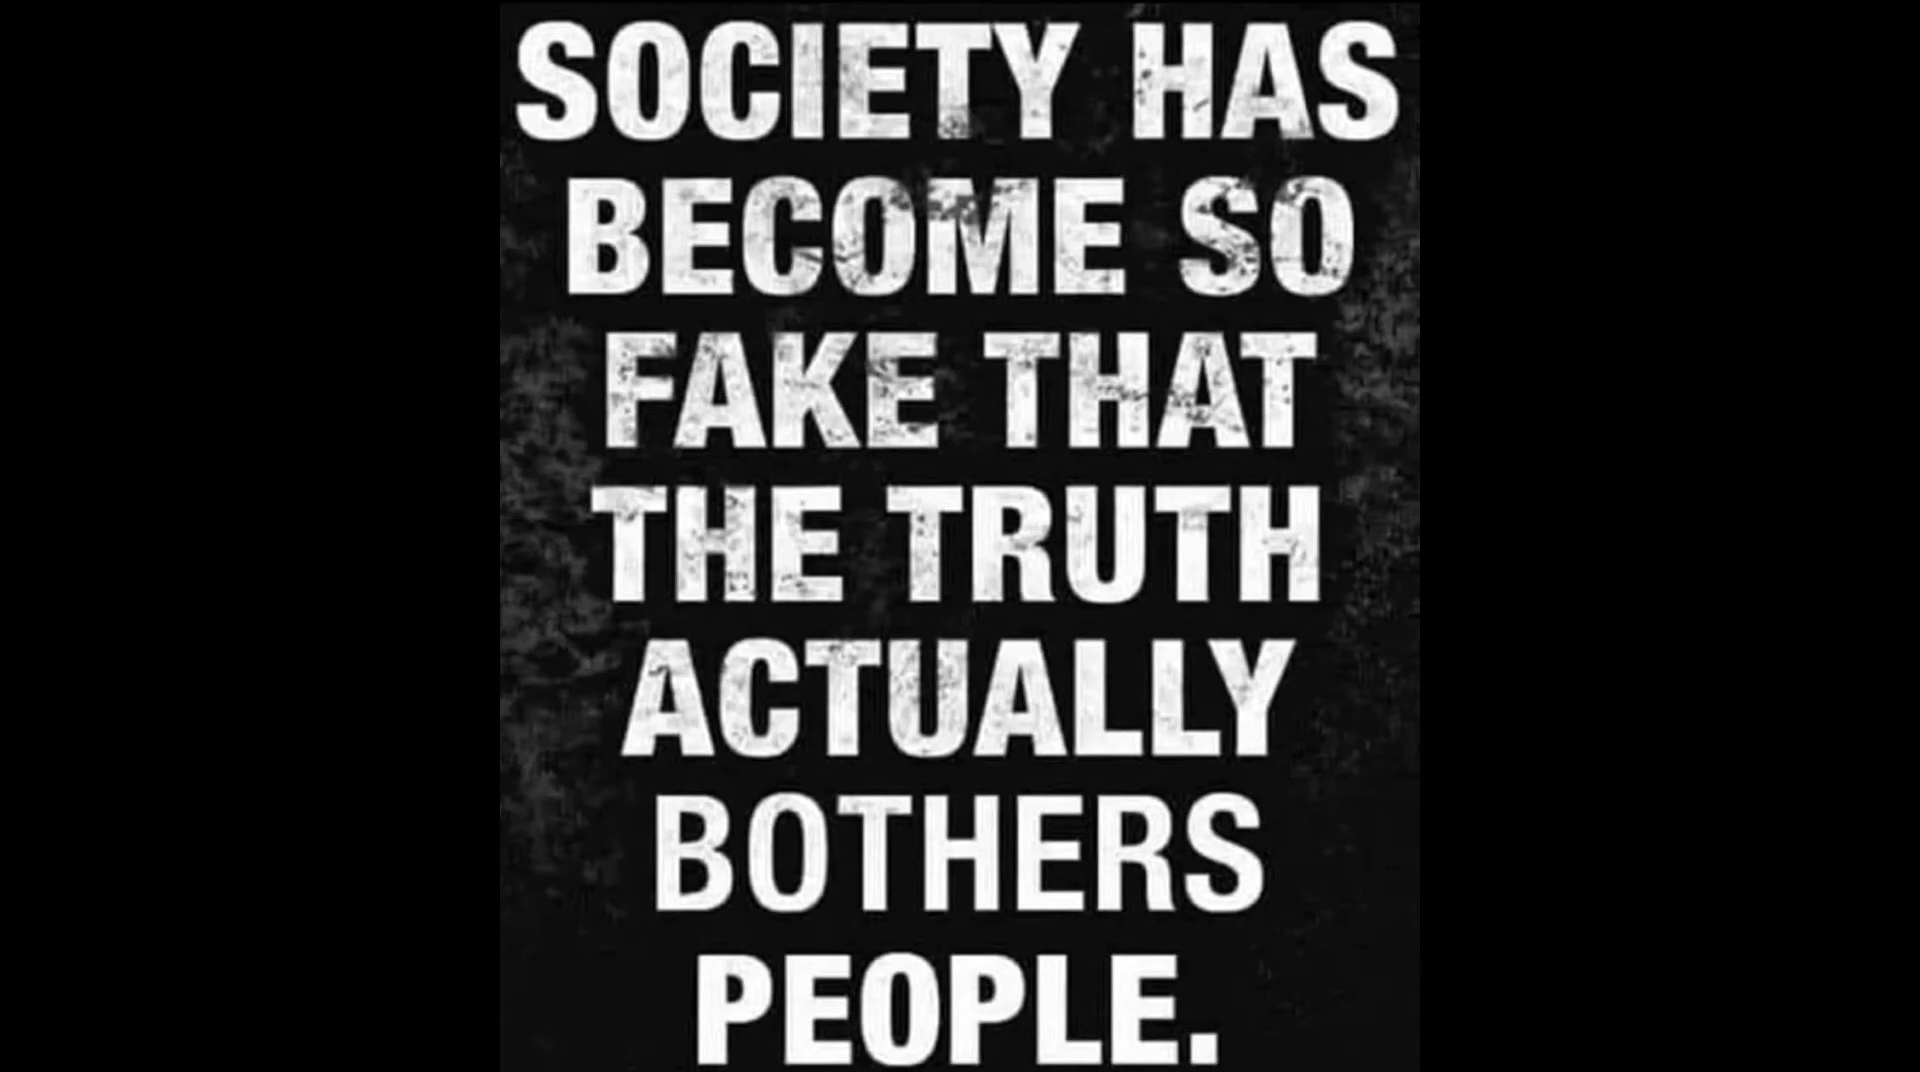 SOCIETY HAS
BECOME SO
FAKE THAT
THE TRUTH
ACTUALLY
BOTHERS
PEOPLE.